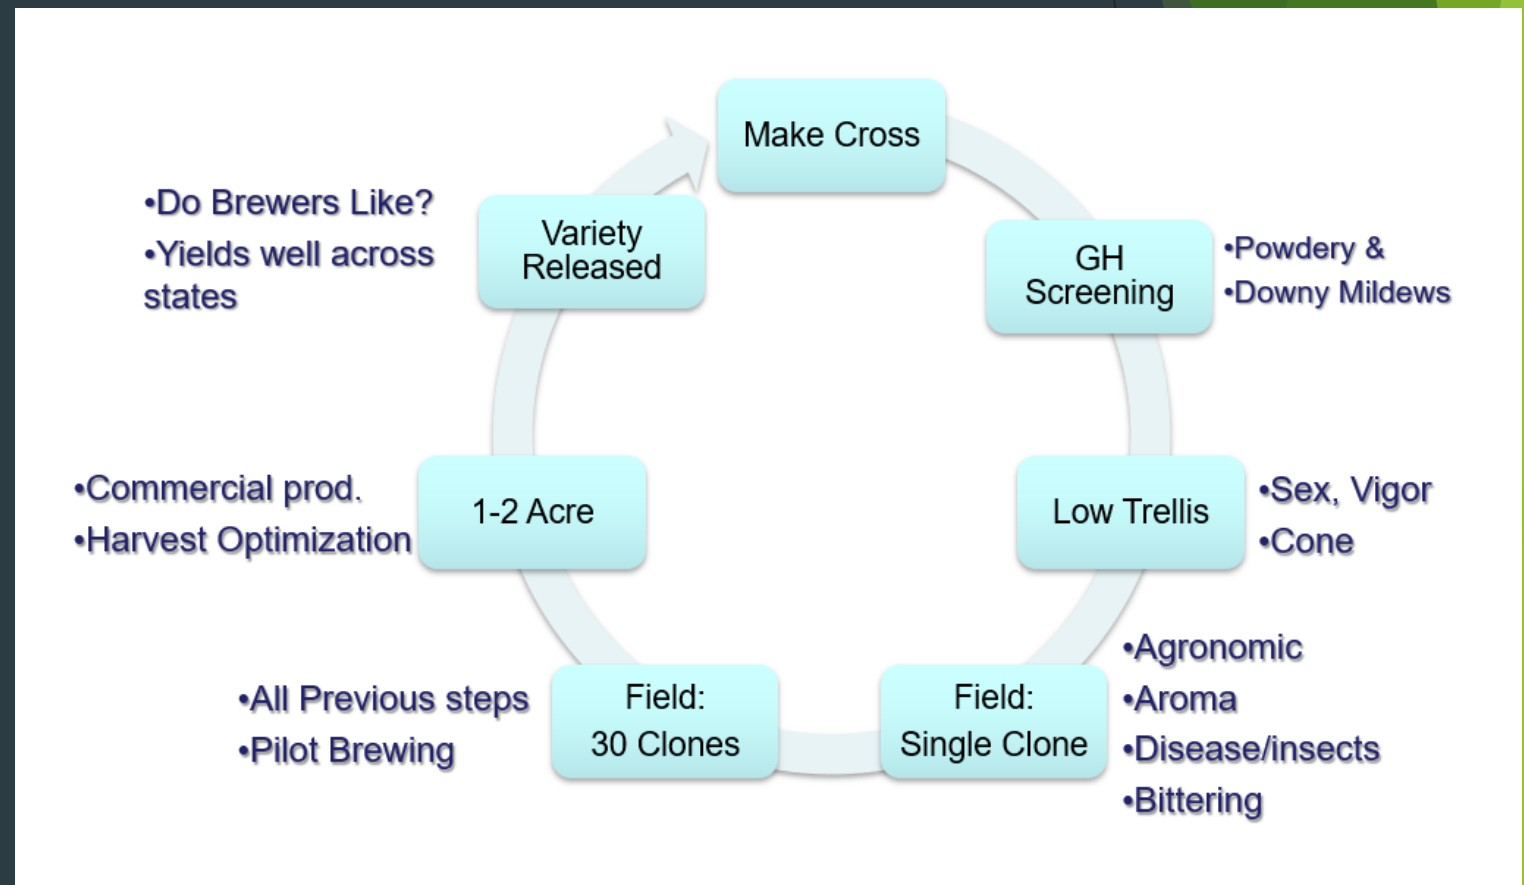 Make Cross
GH
Screening
•Powdery &
•Downy Mildews
Low Trellis
•Sex, Vigor
•Cone
Field:
Single Clone
•Agronomic
•Aroma
•Disease/insects
•Bittering
Field:
30 Clones
•All Previous steps
•Pilot Brewing
1-2 Acre
•Commercial prod.
•Harvest Optimization
Variety
Released
•Do Brewers Like?
•Yields well across
states